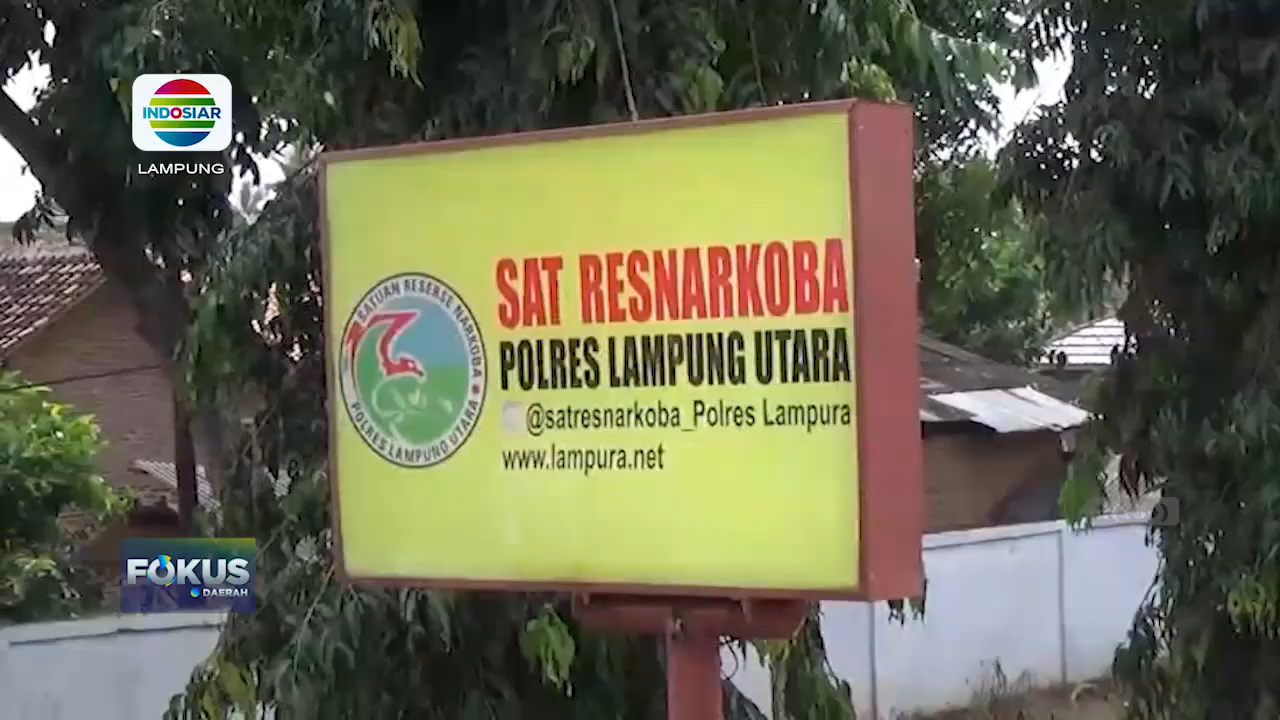 INDOSIAR
LAMPUNG
SAT RESNARKOBA
POLRES LAMPUNG UTARA
@satresnarkoba_Polres Lampura
www.lampura.net
SATUAN RESERSE NARKOBA
POLRES LAMPUNG UTARA
FOKUS
DAERAH